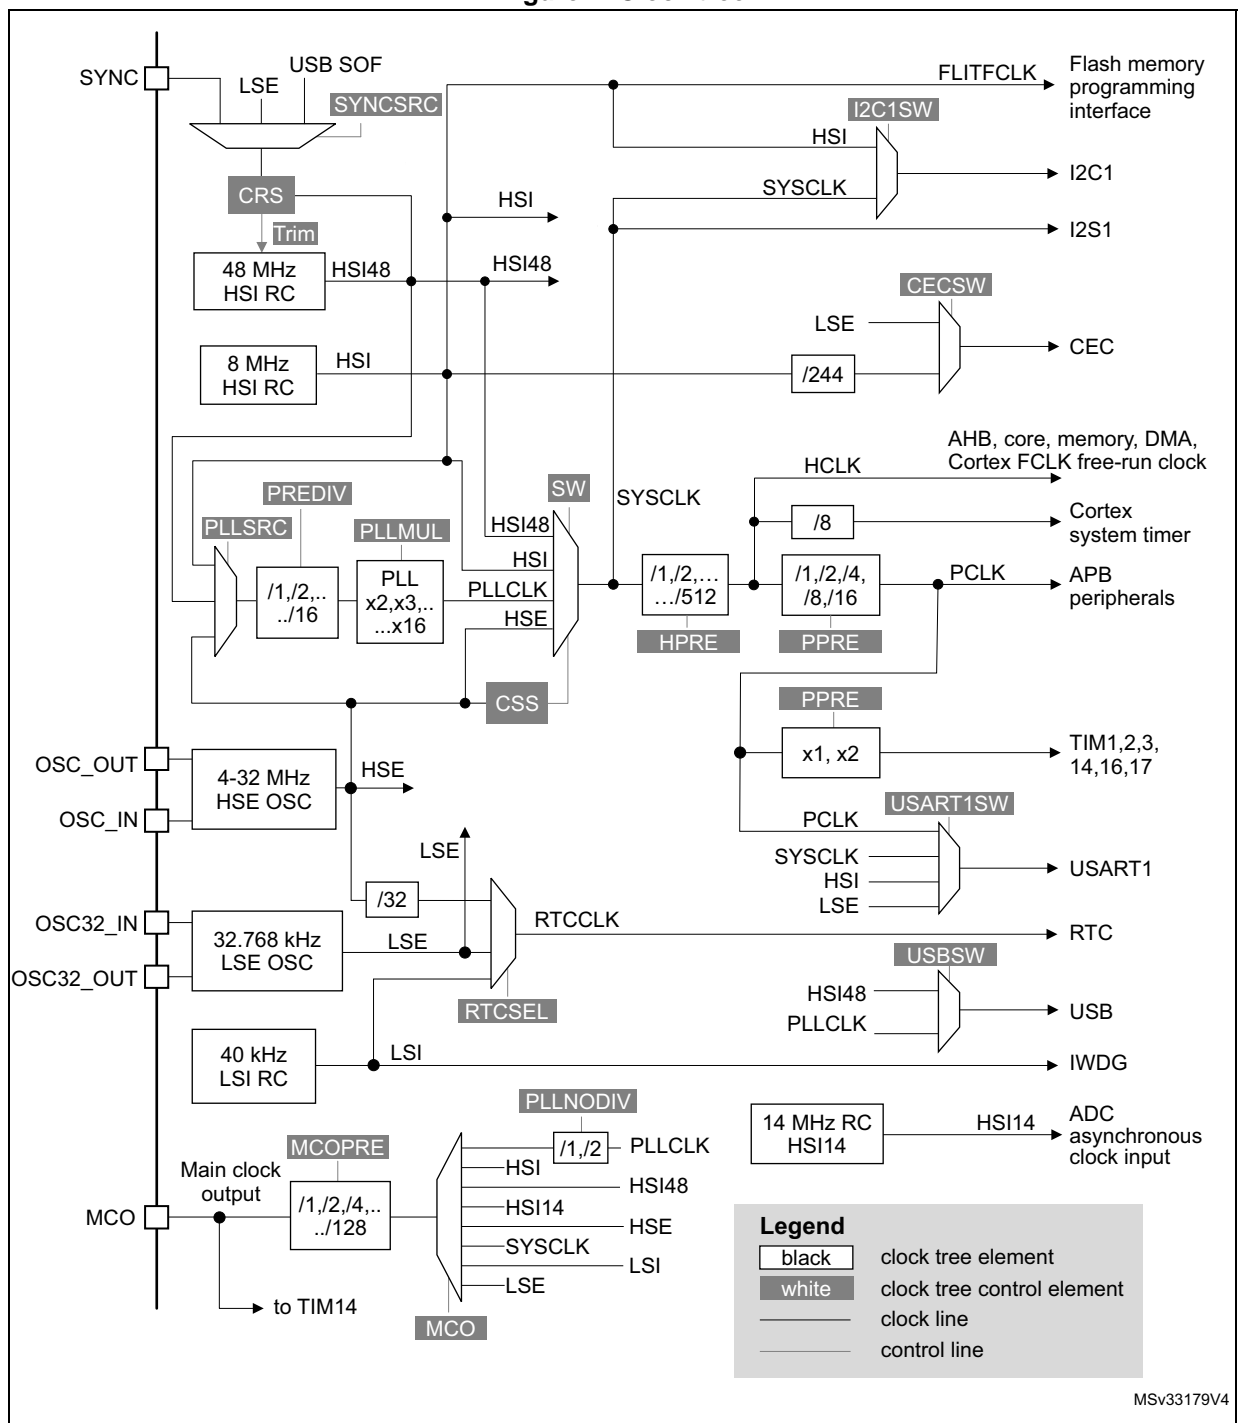 SYNC
LSE
USB SOF
SYNCSRC
CRS
Trim
48 MHz
HSI RC
HSI48
HSI48
HSI
8 MHz
HSI RC
HSI
FLITFCLK
Flash memory
programming
interface
I2C1SW
HSI
SYSCLK
I2C1
I2S1
CECSW
LSE
/244
CEC
AHB, core, memory, DMA,
Cortex FCLK free-run clock
HCLK
/8
Cortex
system timer
PLLSRC
PREDIV
/1,/2,..
../16
PLLMUL
PLL
x2,x3,..
...x16
SW
HSI48
HSI
PLLCLK
HSE
SYSCLK
/1,/2,…
…/512
HPRE
/1,/2,/4,
/8,/16
PPRE
PCLK
APB
peripherals
CSS
PPRE
x1, x2
TIM1,2,3,
14,16,17
OSC_OUT
OSC_IN
4-32 MHz
HSE OSC
HSE
LSE
/32
USART1SW
PCLK
SYSCLK
HSI
LSE
USART1
OSC32_IN
OSC32_OUT
32.768 kHz
LSE OSC
LSE
RTCCLK
RTC
RTCSEL
USBSW
HSI48
PLLCLK
USB
40 kHz
LSI RC
LSI
IWDG
PLLNODIV
/1,/2
PLLCLK
HSI
HSI48
HSI14
HSE
SYSCLK
LSI
LSE
14 MHz RC
HSI14
HSI14
ADC
asynchronous
clock input
MCOPRE
Main clock
output
/1,/2,/4,..
../128
MCO
to TIM14
MCO
Legend
black
clock tree element
white
clock tree control element
clock line
control line
MSv33179V4